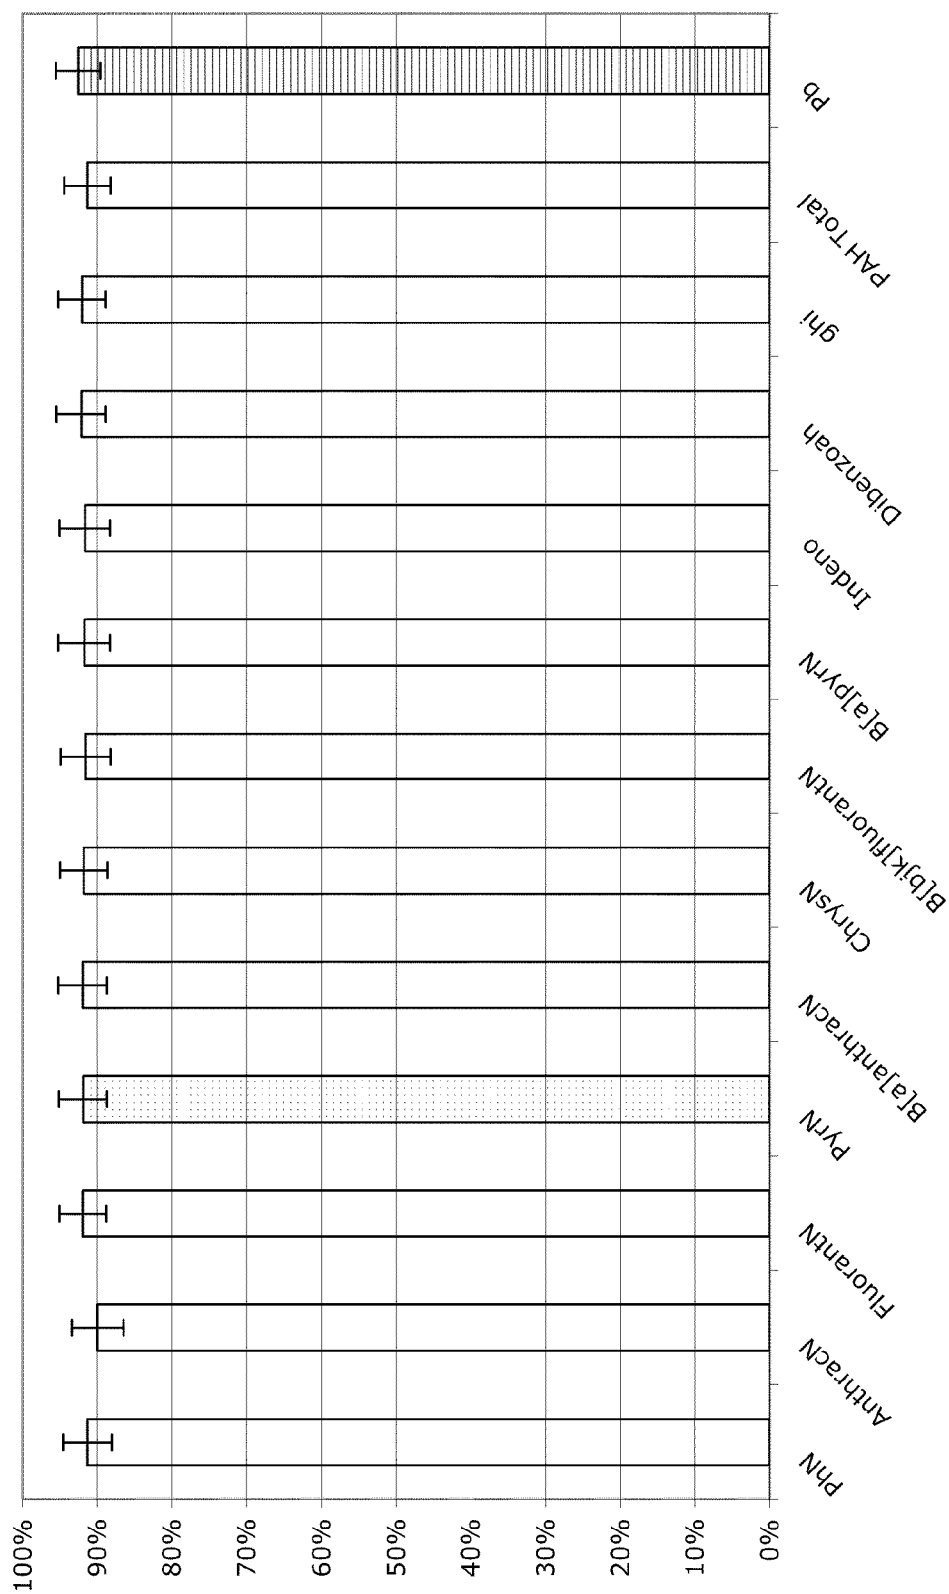 100%
90%
80%
70%
60%
50%
40%
30%
20%
10%
0%
PhN
AnthracN
FluorantN
PyrN
B[a]anthracN
ChrysN
B[bjk]fluorantN
B[a]pyrN
Indeno
Dibenzoah
ghi
PAH Total
Pb